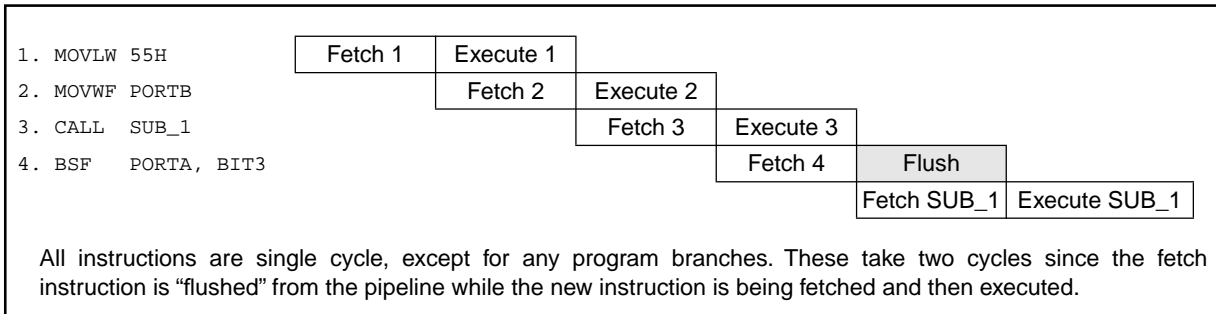 1. MOVLW 55H Fetch 1 Execute 1
2. MOVWF PORTB Fetch 2 Execute 2
3. CALL SUB_1 Fetch 3 Execute 3
4. BSF PORTA, BIT3 Fetch 4 Flush
Fetch SUB_1 Execute SUB_1
All instructions are single cycle, except for any program branches. These take two cycles since the fetch
instruction is “flushed” from the pipeline while the new instruction is being fetched and then executed.